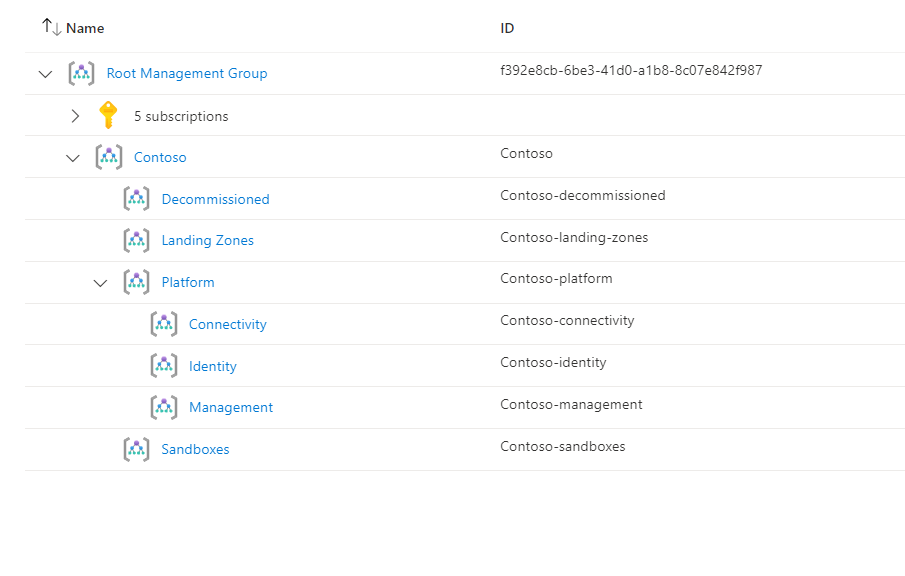 Name ID
Root Management Group f392e8cb-6be3-41d0-a1b8-8c07e842f987
5 subscriptions
Contoso Contoso
Decommissioned Contoso-decommissioned
Landing Zones Contoso-landing-zones
Platform Contoso-platform
Connectivity Contoso-connectivity
Identity Contoso-identity
Management Contoso-management
Sandboxes Contoso-sandboxes